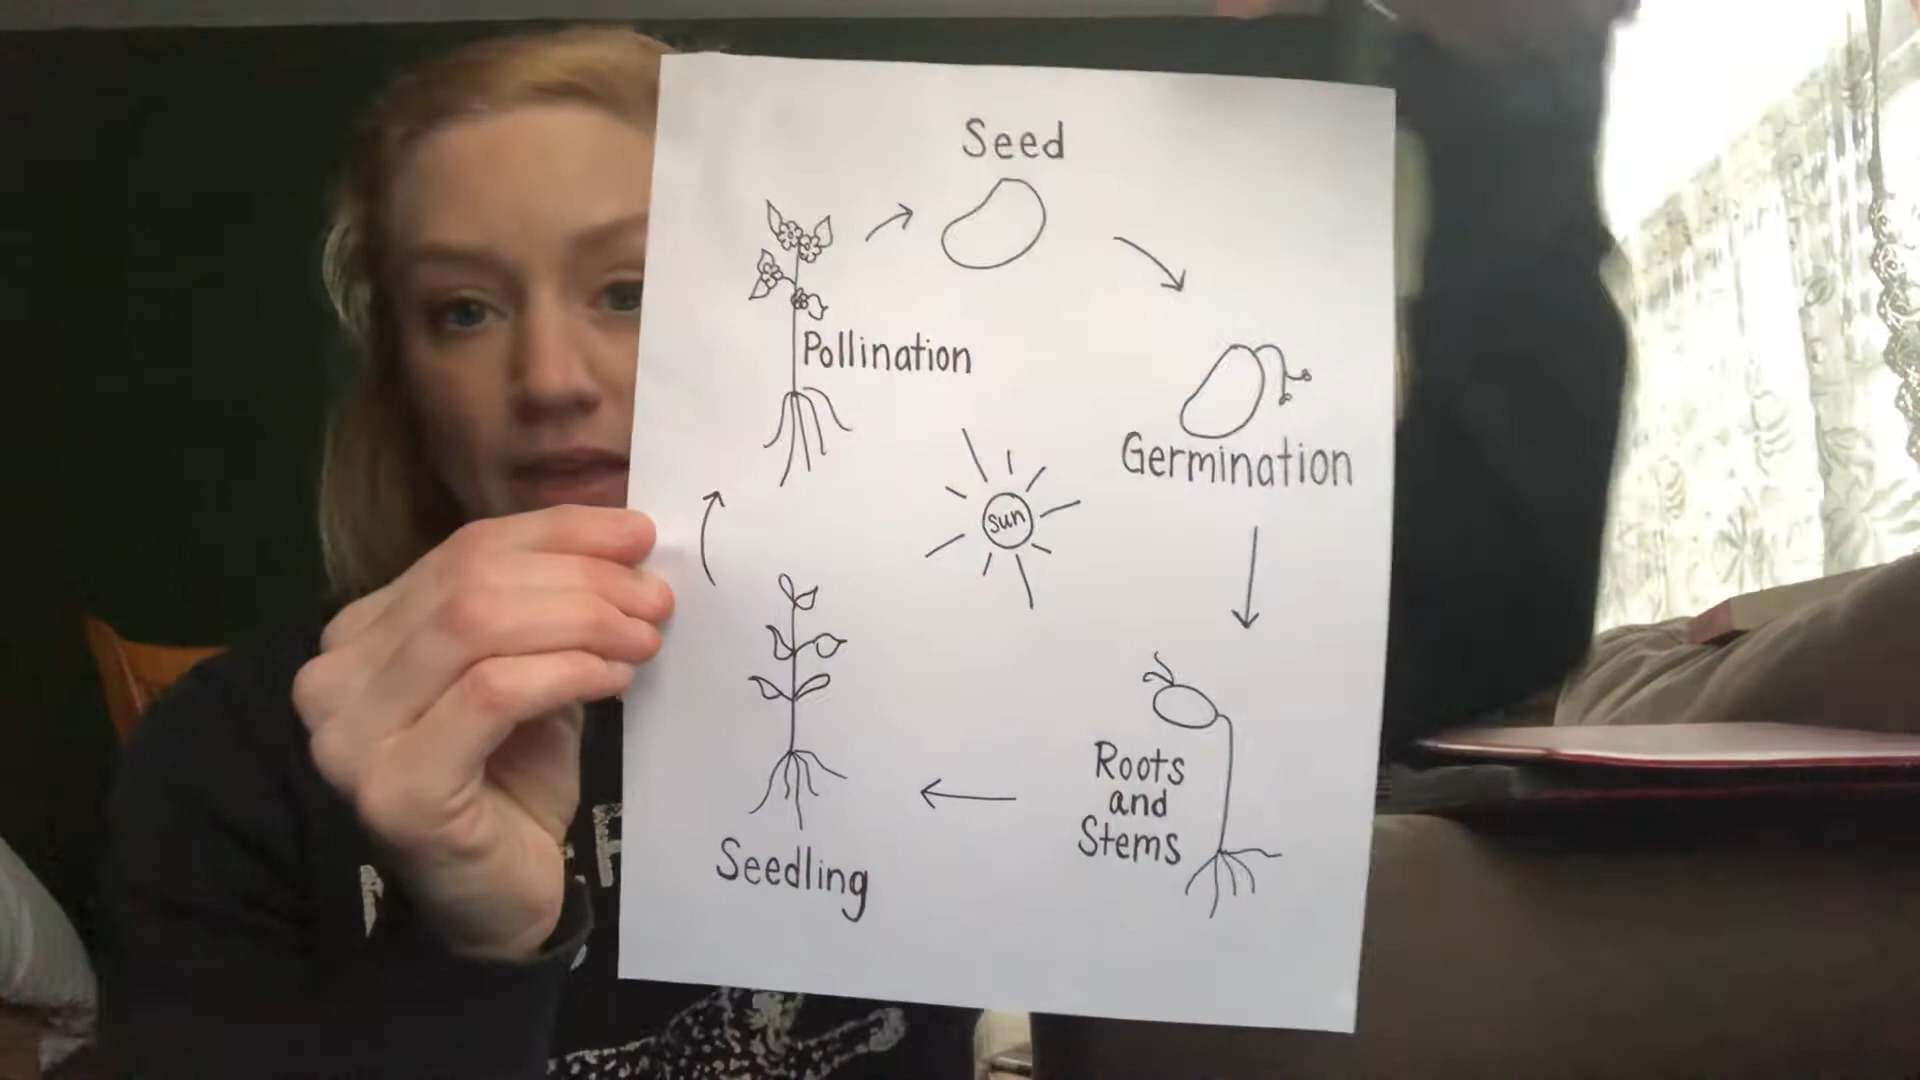 Seed
Pollination
Germination
sun
Roots
and
Stems
Seedling